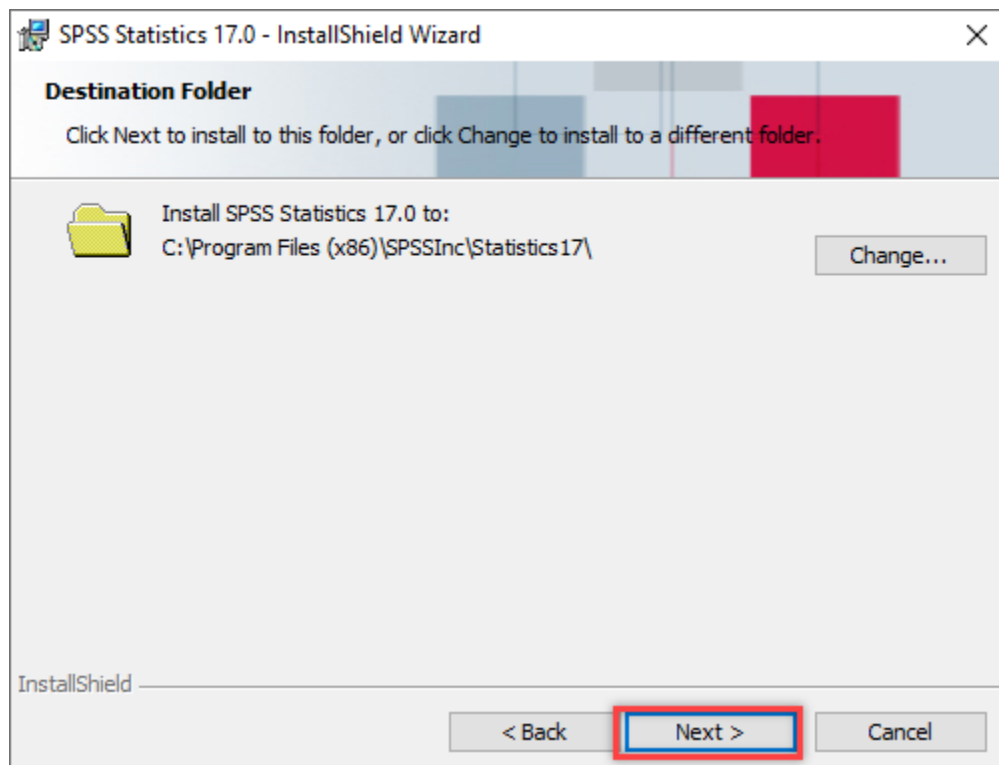 SPSS Statistics 17.0 - InstallShield Wizard
Destination Folder
Click Next to install to this folder, or click Change to install to a different folder.
Install SPSS Statistics 17.0 to:
C:\Program Files (x86)\SPSSInc\Statistics17\
Change...
InstallShield
< Back
Next >
Cancel